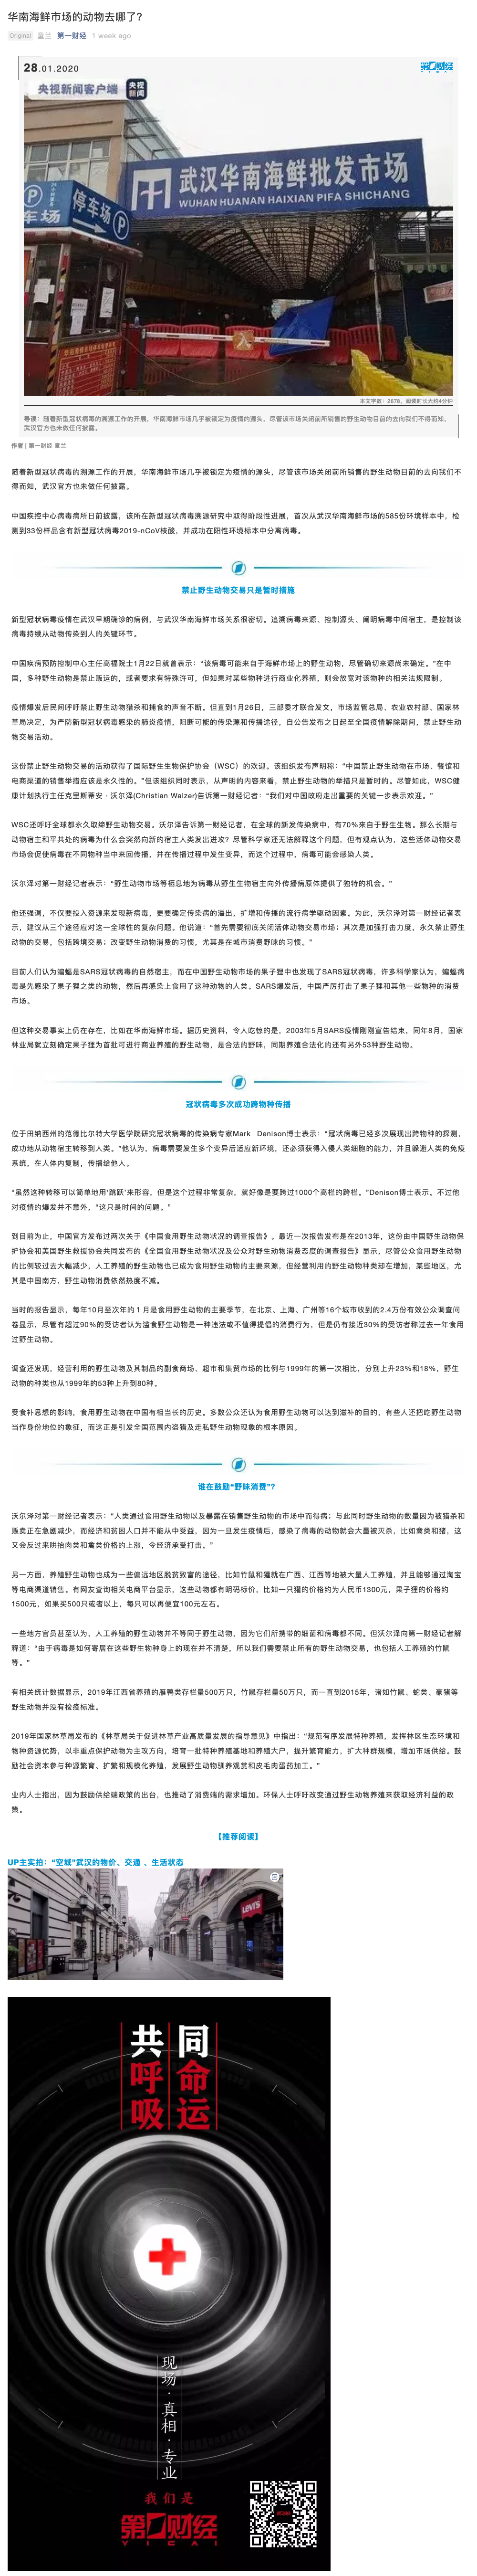 华南海鲜市场的动物去哪了?
Original 童兰 第一财经 1 week ago
28.01.2020
第一财经
央视新闻客户端 央视新闻
武汉华南海鲜批发市场
WUHAN HUANAN HAIXIAN PIFA SHICHANG
停车场
P
停车场
本文字数：2678，阅读时长大约4分钟
导读：随着新型冠状病毒的溯源工作的开展，华南海鲜市场几乎被锁定为疫情的源头，尽管该市场关闭前所销售的野生动物目前的去向我们不得而知，
武汉官方也未做任何披露。
作者 | 第一财经 童兰
随着新型冠状病毒的溯源工作的开展，华南海鲜市场几乎被锁定为疫情的源头，尽管该市场关闭前所销售的野生动物目前的去向我们不
得而知，武汉官方也未做任何披露。
中国疾控中心病毒病所日前披露，该所在新型冠状病毒溯源研究中取得阶段性进展，首次从武汉华南海鲜市场的585份环境样本中，检
测到33份样品含有新型冠状病毒2019-nCoV核酸，并成功在阳性环境标本中分离病毒。
禁止野生动物交易只是暂时措施
新型冠状病毒疫情在武汉早期确诊的病例，与武汉华南海鲜市场关系很密切。追溯病毒来源、控制源头、阐明病毒中间宿主，是控制该
病毒持续从动物传染到人的关键环节。
中国疾病预防控制中心主任高福院士1月22日就曾表示：“该病毒可能来自于海鲜市场上的野生动物，尽管确切来源尚未确定。”在中
国，多种野生动物是禁止贩运的，或者要求有特殊许可，但如果对某些物种进行商业化养殖，则会放宽对该物种的相关法规限制。
疫情爆发后民间呼吁禁止野生动物猎杀和捕食的声音不断。但直到1月26日，三部委才联合发文，市场监管总局、农业农村部、国家林
草局决定，为严防新型冠状病毒感染的肺炎疫情，阻断可能的传染源和传播途径，自公告发布之日起至全国疫情解除期间，禁止野生动
物交易活动。
这份禁止野生动物交易的活动获得了国际野生生物保护协会（WSC）的欢迎。该组织发布声明称：“中国禁止野生动物在市场、餐馆和
电商渠道的销售举措应该是永久性的。”但该组织同时表示，从声明的内容来看，禁止野生动物的举措只是暂时的。尽管如此，WSC健
康计划执行主任克里斯蒂安 · 沃尔泽(Christian Walzer)告诉第一财经记者：“我们对中国政府走出重要的关键一步表示欢迎。”
WSC还呼吁全球都永久取缔野生动物交易。沃尔泽告诉第一财经记者，在全球的新发传染病中，有70%来自于野生生物。那么长期与
动物宿主和平共处的病毒为什么会突然向新的宿主人类发出进攻？尽管科学家还无法解释这个问题，但有观点认为，这些活体动物交易
市场会促使病毒在不同物种当中来回传播，并在传播过程中发生变异，而这个过程中，病毒可能会感染人类。
沃尔泽对第一财经记者表示：“野生动物市场等栖息地为病毒从野生生物宿主向外传播病原体提供了独特的机会。”
他还强调，不仅要投入资源来发现新病毒，更要确定传染病的溢出，扩增和传播的流行病学驱动因素。为此，沃尔泽对第一财经记者表
示，建议从三个途径应对这一全球性的复杂问题。他说道：“首先需要彻底关闭活体动物交易市场；其次是加强打击力度，永久禁止野生
动物的交易，包括跨境交易；改变野生动物消费的习惯，尤其是在城市消费野味的习惯。”
目前人们认为蝙蝠是SARS冠状病毒的自然宿主，而在中国野生动物市场的果子狸中也发现了SARS冠状病毒，许多科学家认为，蝙蝠病
毒是先感染了果子狸之类的动物，然后再感染上食用了这种动物的人类。SARS爆发后，中国严厉打击了果子狸和其他一些物种的消费
市场。
但这种交易事实上仍在存在，比如在华南海鲜市场。据历史资料，令人吃惊的是，2003年5月SARS疫情刚刚宣告结束，同年8月，国家
林业局就立刻确定果子狸为首批可进行商业养殖的野生动物，是合法的野味，同期养殖合法化的还有另外53种野生动物。
冠状病毒多次成功跨物种传播
位于田纳西州的范德比尔特大学医学院研究冠状病毒的传染病专家Mark Denison博士表示：“冠状病毒已经多次展现出跨物种的探测，
成功地从动物宿主转移到人类。”他认为，病毒需要发生多个变异后适应新环境，还必须获得入侵人类细胞的能力，并且躲避人类的免疫
系统，在人体内复制，传播给他人。
“虽然这种转移可以简单地用‘跳跃’来形容，但是这个过程非常复杂，就好像是要跨过1000个高栏的跨栏。”Denison博士表示。不过他
对疫情的爆发并不意外，“这只是时间的问题。”
到目前为止，中国官方发布过两次关于《中国食用野生动物状况的调查报告》。最近一次报告发布是在2013年，这份由中国野生动物保
护协会和美国野生救援协会共同发布的《全国食用野生动物状况及公众对野生动物消费态度的调查报告》显示，尽管公众食用野生动物
的比例较过去大幅减少，人工养殖的野生动物也已成为食用野生动物的主要来源，但经营利用的野生动物种类却在增加，某些地区，尤
其是中国南方，野生动物消费依然热度不减。
当时的报告显示，每年10月至次年的 1 月是食用野生动物的主要季节，在北京、上海、广州等16个城市收到的2.4万份有效公众调查问
卷显示，尽管有超过90%的受访者认为滥食野生动物是一种违法或不值得提倡的消费行为，但仍有接近30%的受访者称过去一年食用
过野生动物。
调查还发现，经营利用的野生动物及其制品的副食商场、超市和集贸市场的比例与1999年的第一次相比，分别上升23%和18%，野生
动物的种类也从1999年的53种上升到80种。
受食补思想的影响，食用野生动物在中国有相当长的历史。多数公众还认为食用野生动物可以达到滋补的目的，有些人还把吃野生动物
当作身份地位的象征，而这正是引发全国范围内盗猎及走私野生动物现象的根本原因。
谁在鼓励“野味消费”?
沃尔泽对第一财经记者表示：“人类通过食用野生动物以及暴露在销售野生动物的市场中而得病；与此同时野生动物的数量因为被猎杀和
贩卖正在急剧减少，而经济和贫困人口并不能从中受益，因为一旦发生疫情后，感染了病毒的动物就会大量被灭杀，比如禽类和猪，这
又会反过来哄抬肉类和禽类价格的上涨，令经济承受打击。”
另一方面，养殖野生动物也成为一些偏远地区脱贫致富的途径，比如竹鼠和獾就在广西、江西等地被大量人工养殖，并且能够通过淘宝
等电商渠道销售。有网友查询相关电商平台显示，这些动物都有明码标价，比如一只獾的价格约为人民币1300元，果子狸的价格约
1500元，如果买500只或者以上，每只可以再便宜100元左右。
一些地方官员甚至认为，人工养殖的野生动物并不等同于野生动物，因为它们所携带的细菌和病毒都不同。但沃尔泽向第一财经记者解
释道：“由于病毒是如何寄居在这些野生物种身上的现在并不清楚，所以我们需要禁止所有的野生动物交易，也包括人工养殖的竹鼠
等。”
有相关统计数据显示，2019年江西省养殖的雁鸭类存栏量500万只，竹鼠存栏量50万只，而一直到2015年，诸如竹鼠、蛇类、豪猪等
野生动物并没有检疫标准。
2019年国家林草局发布的《林草局关于促进林草产业高质量发展的指导意见》中指出：“规范有序发展特种养殖，发挥林区生态环境和
物种资源优势，以非重点保护动物为主攻方向，培育一批特种养殖基地和养殖大户，提升繁育能力，扩大种群规模，增加市场供给。鼓
励社会资本参与种源繁育、扩繁和规模化养殖，发展野生动物驯养观赏和皮毛肉蛋药加工。”
业内人士指出，因为鼓励供给端政策的出台，也推动了消费端的需求增加。环保人士呼吁改变通过野生动物养殖来获取经济利益的政
策。
【推荐阅读】
UP主实拍：“空城”武汉的物价、交通 、生活状态
LEVI'S
共同
呼命
吸运
现场·真相·专业
我们是
第一财经
YICAI